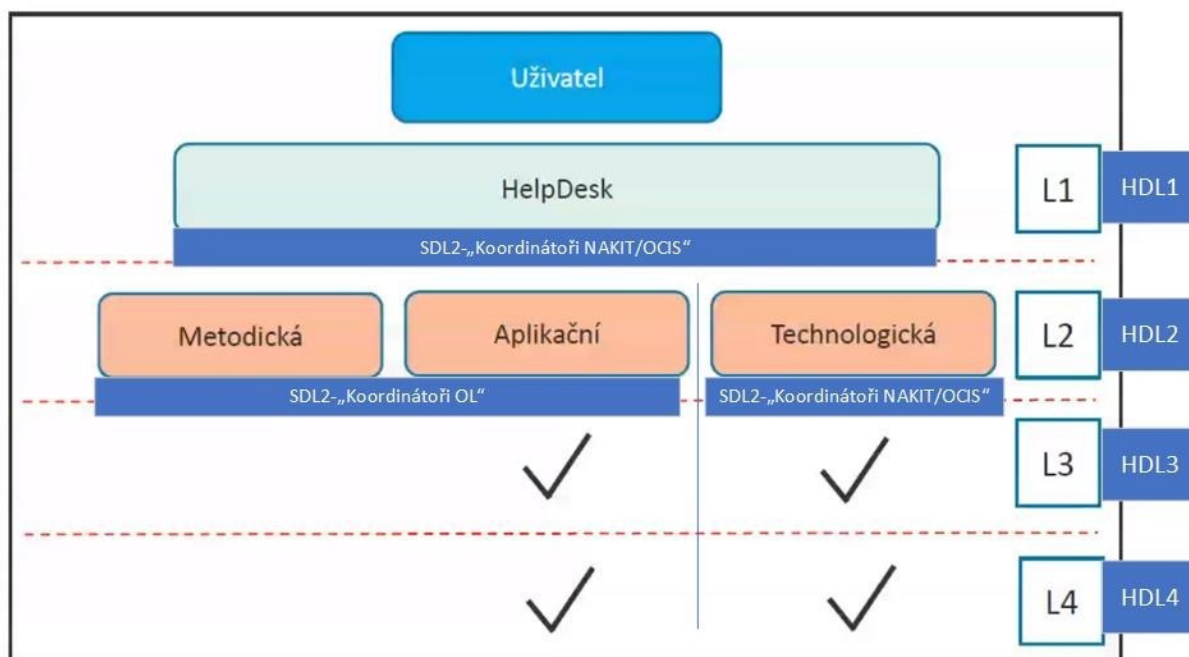 Uživatel
HelpDesk
L1
HDL1
SDL2-„Koordinátoři NAKIT/OCIS“
Metodická
Aplikační
Technologická
L2
HDL2
SDL2-„Koordinátoři OL“
SDL2-„Koordinátoři NAKIT/OCIS“
L3
HDL3
L4
HDL4